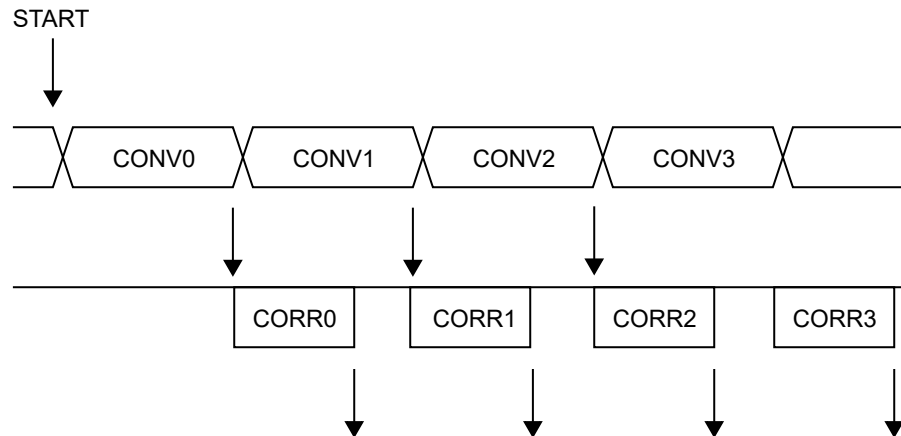 START
CONV0 CONV1 CONV2 CONV3
CORR0 CORR1 CORR2 CORR3